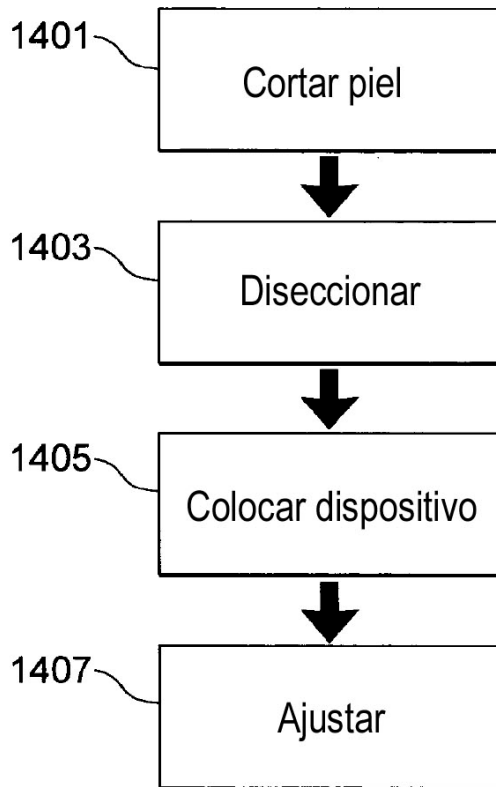 1401
Cortar piel
1403
Diseccionar
1405
Colocar dispositivo
1407
Ajustar